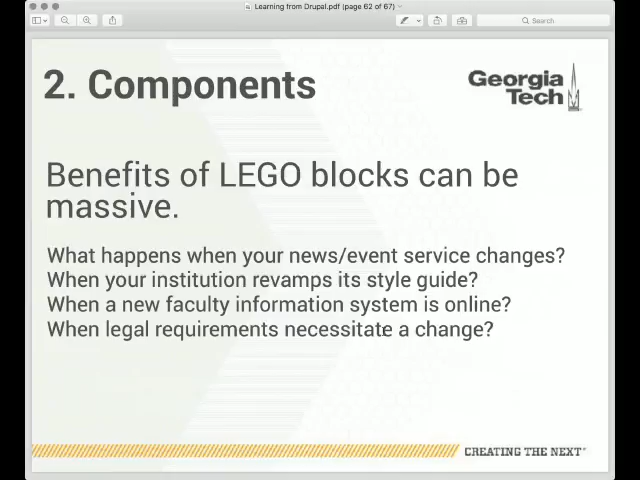 Learning from Drupal.pdf (page 62 of 67)
Search
2. Components
Georgia
Tech
Benefits of LEGO blocks can be
massive.
What happens when your news/event service changes?
When your institution revamps its style guide?
When a new faculty information system is online?
When legal requirements necessitate a change?
CREATING THE NEXT